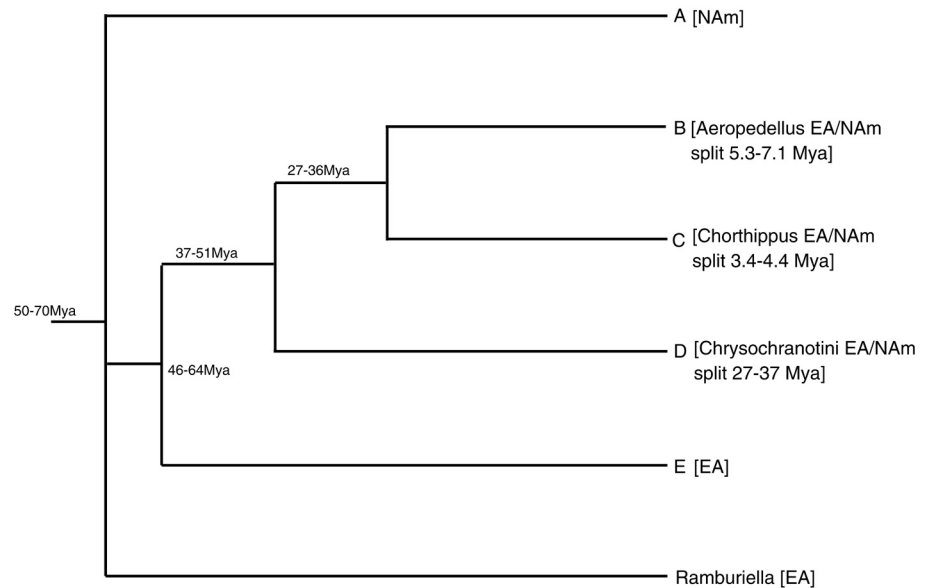 A [NAm]
B [Aeropedellus EA/NAm
split 5.3-7.1 Mya]
27-36Mya
C [Chorthippus EA/NAm
split 3.4-4.4 Mya]
37-51Mya
50-70Mya
D [Chrysochranotini EA/NAm
split 27-37 Mya]
46-64Mya
E [EA]
Ramburiella [EA]